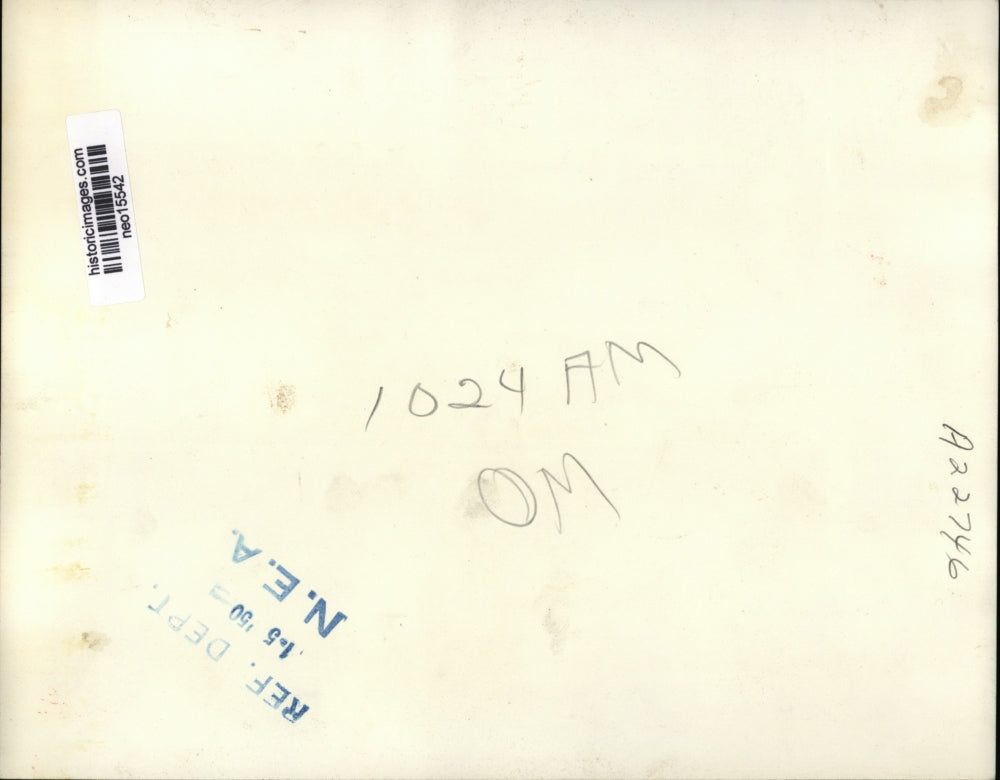 historicimages.com
neo15542
1024 AM
OM
A22746
N.E.A.
REF. DEPT.